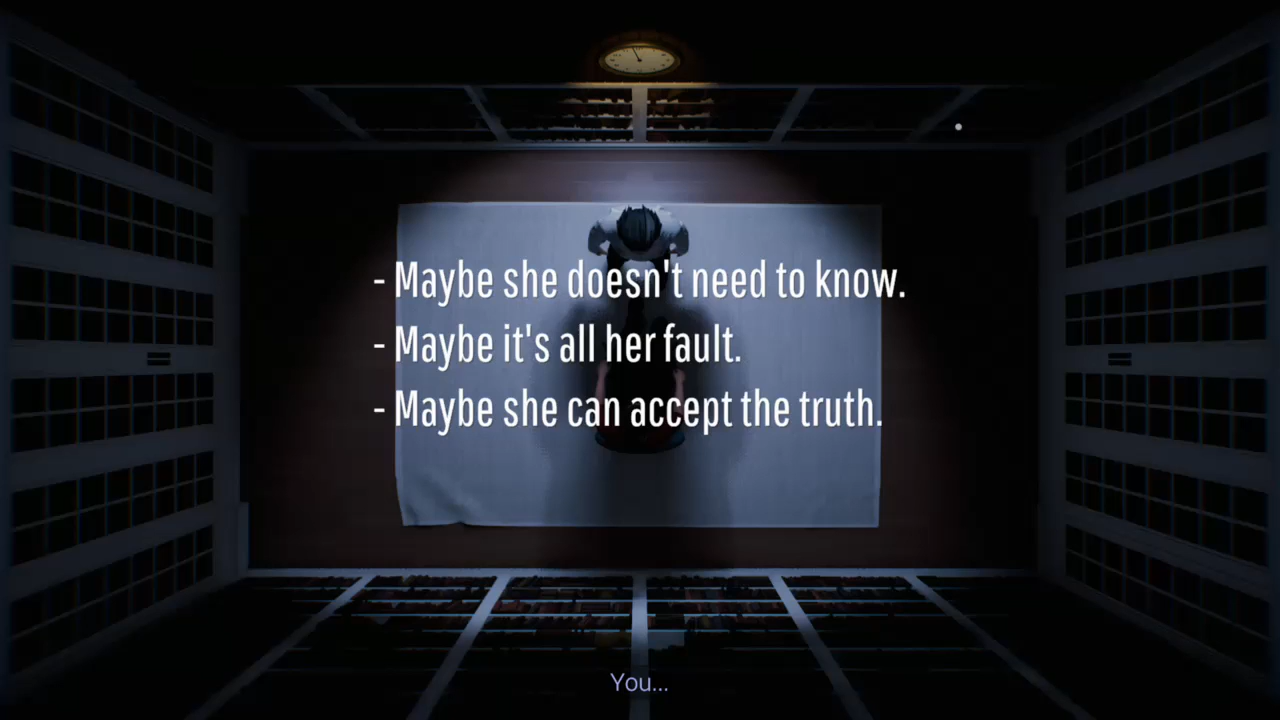 - Maybe she doesn't need to know.
- Maybe it's all her fault.
- Maybe she can accept the truth.
You...